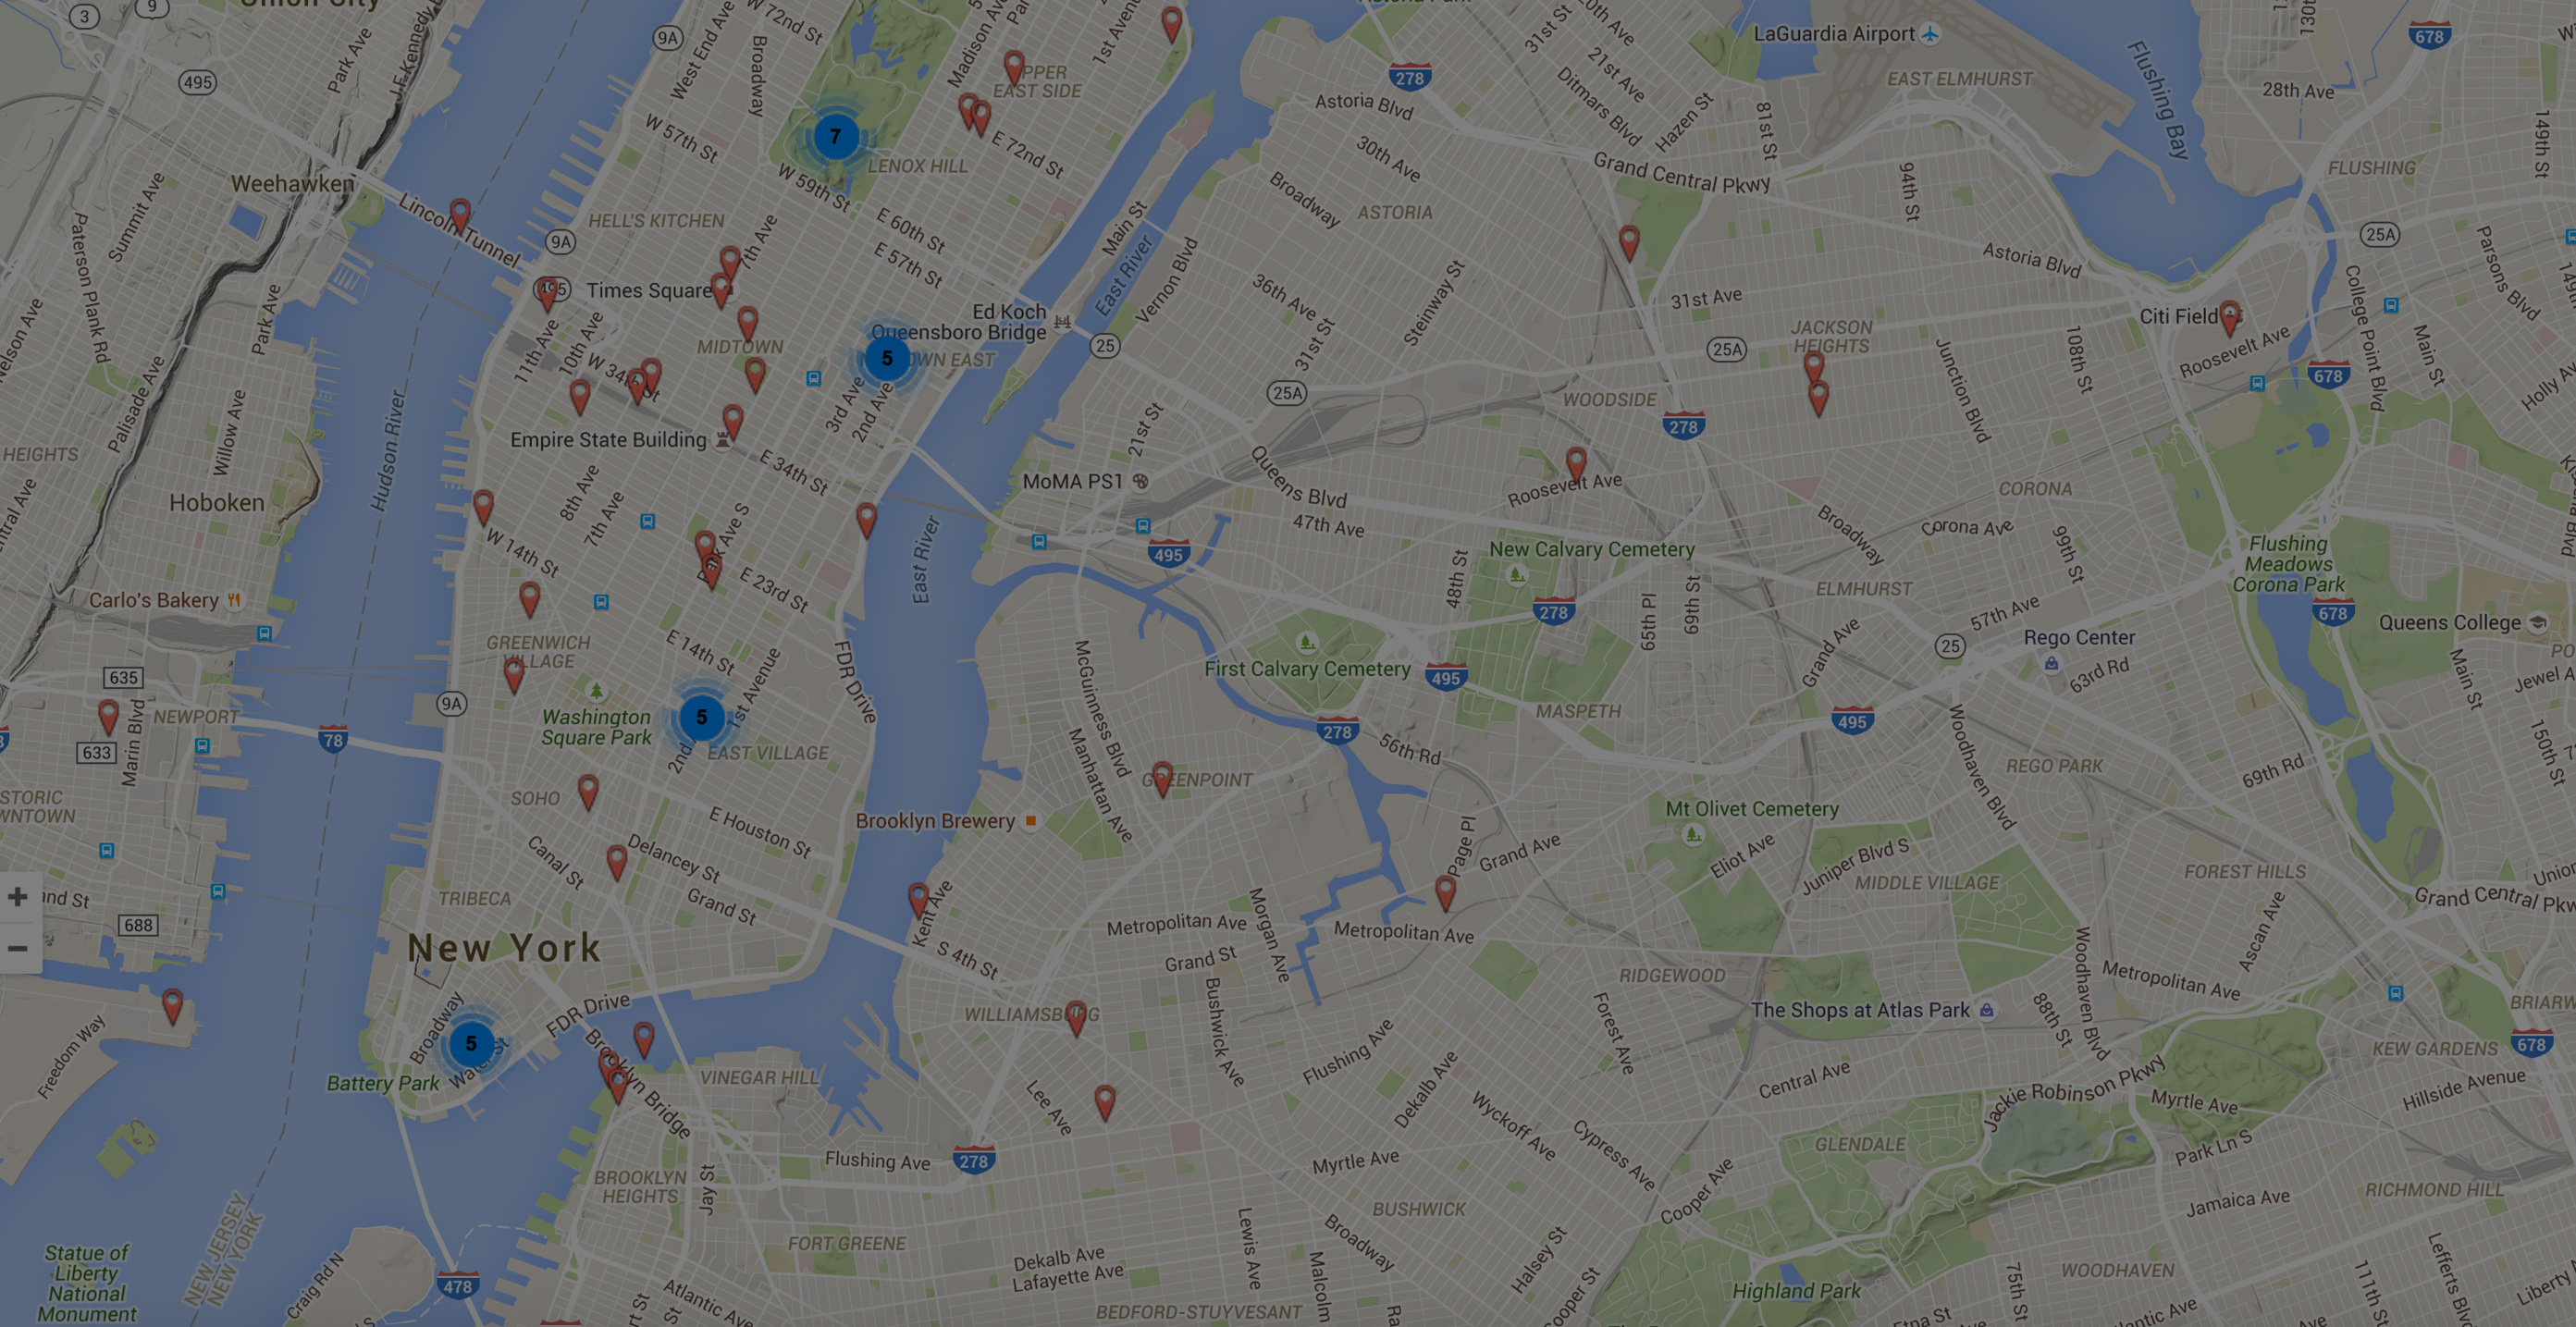 Union City
3
9
495
Park Ave
J.F.Kennedy
9A
West End Ave
Broadway
W 72nd St
Madison Ave
1st Avenue
UPPER
EAST SIDE
E 72nd St
7
LENOX HILL
W 57th St
W 59th St
E 60th St
E 57th St
HELL'S KITCHEN
7th Ave
Weehawken
Lincoln Tunnel
9A
495
Times Square
Summit Ave
Paterson Plank Rd
Palisade Ave
Park Ave
Willow Ave
Nelson Ave
HEIGHTS
Central Ave
Hoboken
Hudson River
11th Ave
10th Ave
W 34th St
MIDTOWN
5
MIDTOWN EAST
3rd Ave
2nd Ave
Ed Koch
Queensboro Bridge
25
Main St
East River
Vernon Blvd
Empire State Building
E 34th St
8th Ave
7th Ave
Park Ave S
W 14th St
E 23rd St
E 14th St
1st Avenue
FDR Drive
East River
GREENWICH
VILLAGE
Washington
Square Park
5
2nd
EAST VILLAGE
9A
Carlo's Bakery
635
633
Marin Blvd
NEWPORT
78
SOHO
E Houston St
Canal St
Delancey St
Grand St
TRIBECA
688
New York
Broadway
FDR Drive
5
Water St
Battery Park
Brooklyn Bridge
Freedom Way
NEW JERSEY
NEW YORK
Statue of
Liberty
National
Monument
Craig Rd N
478
BROOKLYN
HEIGHTS
Jay St
VINEGAR HILL
Flushing Ave
278
FORT GREENE
Atlantic Ave
Dekalb Ave
Lafayette Ave
BEDFORD-STUYVESANT
Lewis Ave
Malcolm
Broadway
Halsey St
Cooper St
BUSHWICK
Myrtle Ave
Lee Ave
WILLIAMSBURG
S 4th St
Kent Ave
Brooklyn Brewery
Manhattan Ave
McGuinness Blvd
GREENPOINT
Metropolitan Ave
Grand St
Bushwick Ave
Morgan Ave
Metropolitan Ave
Flushing Ave
Dekalb Ave
Wyckoff Ave
Cypress Ave
Cooper Ave
Forest Ave
Central Ave
RIDGEWOOD
Page Pl
Grand Ave
56th Rd
278
495
First Calvary Cemetery
New Calvary Cemetery
278
48th St
65th Pl
69th St
MASPETH
Mt Olivet Cemetery
Eliot Ave
Juniper Blvd S
MIDDLE VILLAGE
The Shops at Atlas Park
GLENDALE
Jackie Robinson Pkwy
Highland Park
Etna St
75th St
WOODHAVEN
Atlantic Ave
111th St
Lefferts Blvd
Liberty
Jamaica Ave
RICHMOND HILL
Park Ln S
Myrtle Ave
Hillside Avenue
KEW GARDENS
678
88th St
Woodhaven Blvd
Metropolitan Ave
Ascan Ave
FOREST HILLS
Grand Central Pkwy
Union
69th Rd
REGO PARK
Woodhaven Blvd
495
Grand Ave
25
57th Ave
Rego Center
63rd Rd
ELMHURST
Broadway
Corona Ave
99th St
CORONA
Flushing
Meadows
Corona Park
678
Queens College
Main St
Jewel
150th St
MoMA PS1
21st St
495
Queens Blvd
47th Ave
Roosevelt Ave
WOODSIDE
278
25A
25A
36th Ave
31st St
Steinway St
31st Ave
JACKSON
HEIGHTS
Junction Blvd
108th St
Citi Field
Roosevelt Ave
678
College Point Blvd
Main St
Holly Ave
Parsons Blvd
25A
Astoria Blvd
94th St
81st St
Grand Central Pkwy
ASTORIA
Broadway
30th Ave
Astoria Blvd
278
31st St
20th Ave
21st Ave
Ditmars Blvd
Hazen St
Astoria Park
LaGuardia Airport
EAST ELMHURST
Flushing Bay
FLUSHING
28th Ave
149th St
678